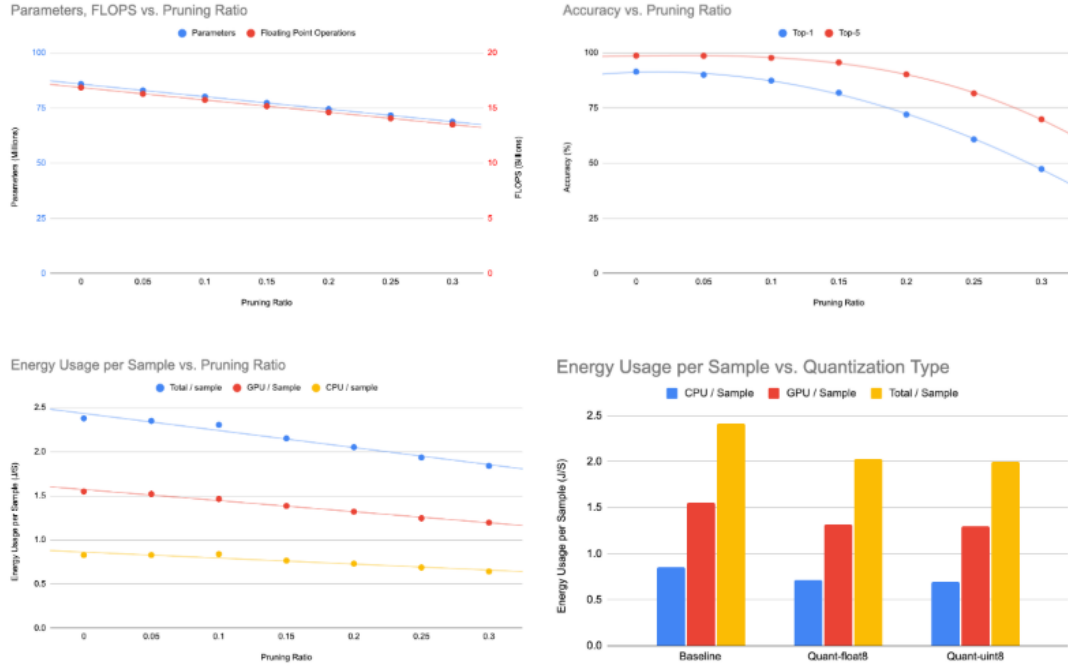 Parameters, FLOPS vs. Pruning Ratio
Parameters Floating Point Operations
100 20
75 15
50 10
25 5
0 0
Parameters (Millions)
FLOPS (Billions)
0 0.05 0.1 0.15 0.2 0.25 0.3
Pruning Ratio
Accuracy vs. Pruning Ratio
Top-1 Top-5
100
75
50
25
0
Accuracy (%)
0 0.05 0.1 0.15 0.2 0.25 0.3
Pruning Ratio
Energy Usage per Sample vs. Pruning Ratio
Total / sample GPU / Sample CPU / sample
2.5
2.0
1.5
1.0
0.5
0.0
Energy Usage per Sample (J/S)
0 0.05 0.1 0.15 0.2 0.25 0.3
Pruning Ratio
Energy Usage per Sample vs. Quantization Type
CPU / Sample GPU / Sample Total / Sample
2.5
2.0
1.5
1.0
0.5
0.0
Energy Usage per Sample (J/S)
Baseline Quant-float8 Quant-uint8